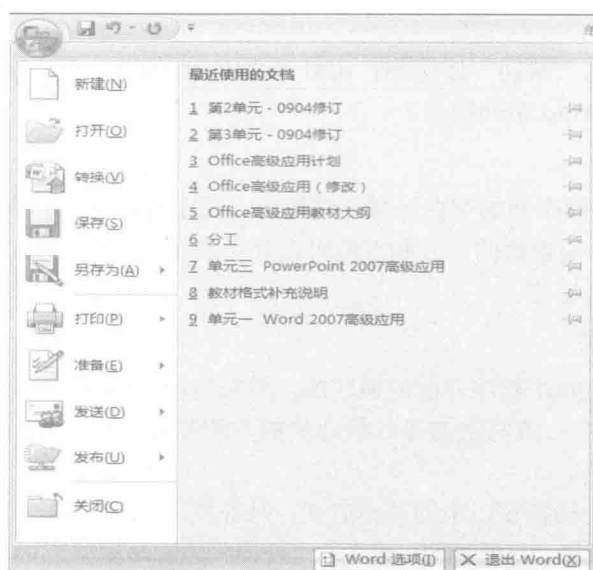 新建(N)
打开(O)
转换(V)
保存(S)
另存为(A)
打印(P)
准备(E)
发送(D)
发布(U)
关闭(C)
最近使用的文档
1 第2单元 - 0904修订
2 第3单元 - 0904修订
3 Office高级应用计划
4 Office高级应用（修改）
5 Office高级应用教材大纲
6 分工
7 单元三 PowerPoint 2007高级应用
8 教材格式补充说明
9 单元一 Word 2007高级应用
Word 选项(I)
退出 Word(X)